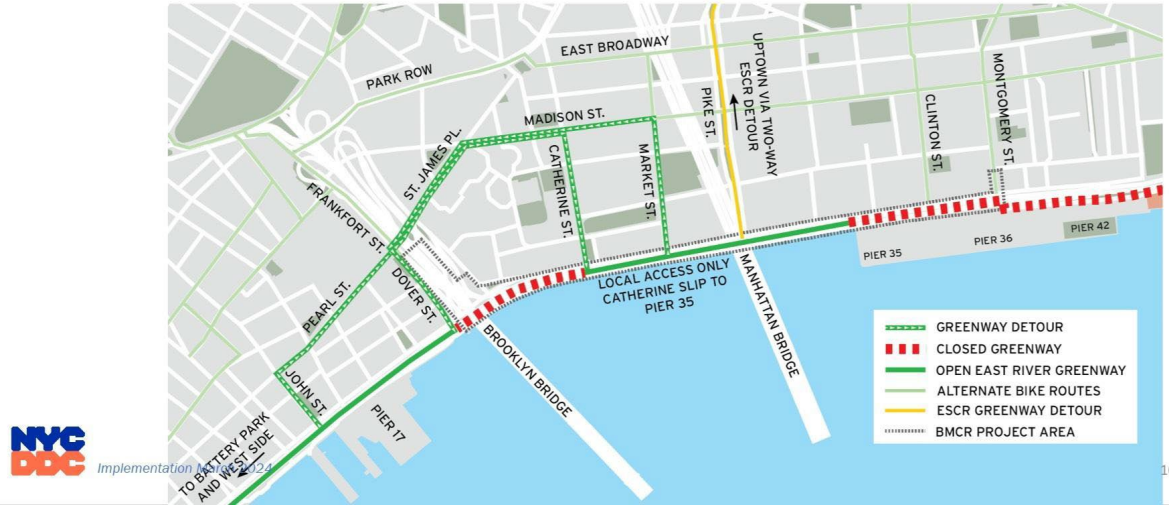 EAST BROADWAY
PARK ROW
UPTOWN VIA TWO-WAY
ESCR DETOUR
PIKE ST.
MONTGOMERY ST.
CLINTON ST.
MADISON ST.
ST. JAMES PL.
CATHERINE ST.
MARKET ST.
FRANKFORT ST.
DOVER ST.
PEARL ST.
JOHN ST.
PIER 42
PIER 36
PIER 35
LOCAL ACCESS ONLY
CATHERINE SLIP TO
PIER 35
MANHATTAN BRIDGE
BROOKLYN BRIDGE
PIER 17
TO BATTERY PARK
AND WEST SIDE
GREENWAY DETOUR
CLOSED GREENWAY
OPEN EAST RIVER GREENWAY
ALTERNATE BIKE ROUTES
ESCR GREENWAY DETOUR
BMCR PROJECT AREA
NYC
DDC
Implementation March 2024